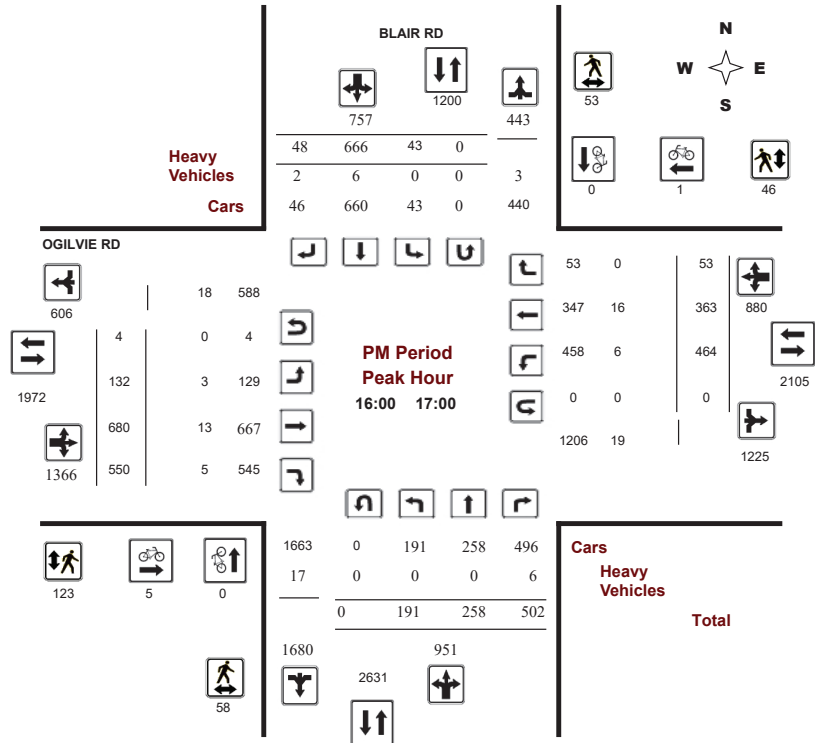 BLAIR RD
N
W E
S
1200
53
757
443
48 666 43 0
Heavy
Vehicles
2 6 0 0 3
0 1 46
Cars
46 660 43 0 440
OGILVIE RD
606
18 588
53 0 53
347 16 363
880
4
0 4
PM Period
Peak Hour
16:00 17:00
458 6 464
2105
1972
132
3 129
0 0 0
680
13 667
1206 19
1225
1366
550
5 545
1663 0 191 258 496
Cars
17 0 0 0 6
Heavy
Vehicles
123 5 0
0 191 258 502
Total
1680
951
2631
58